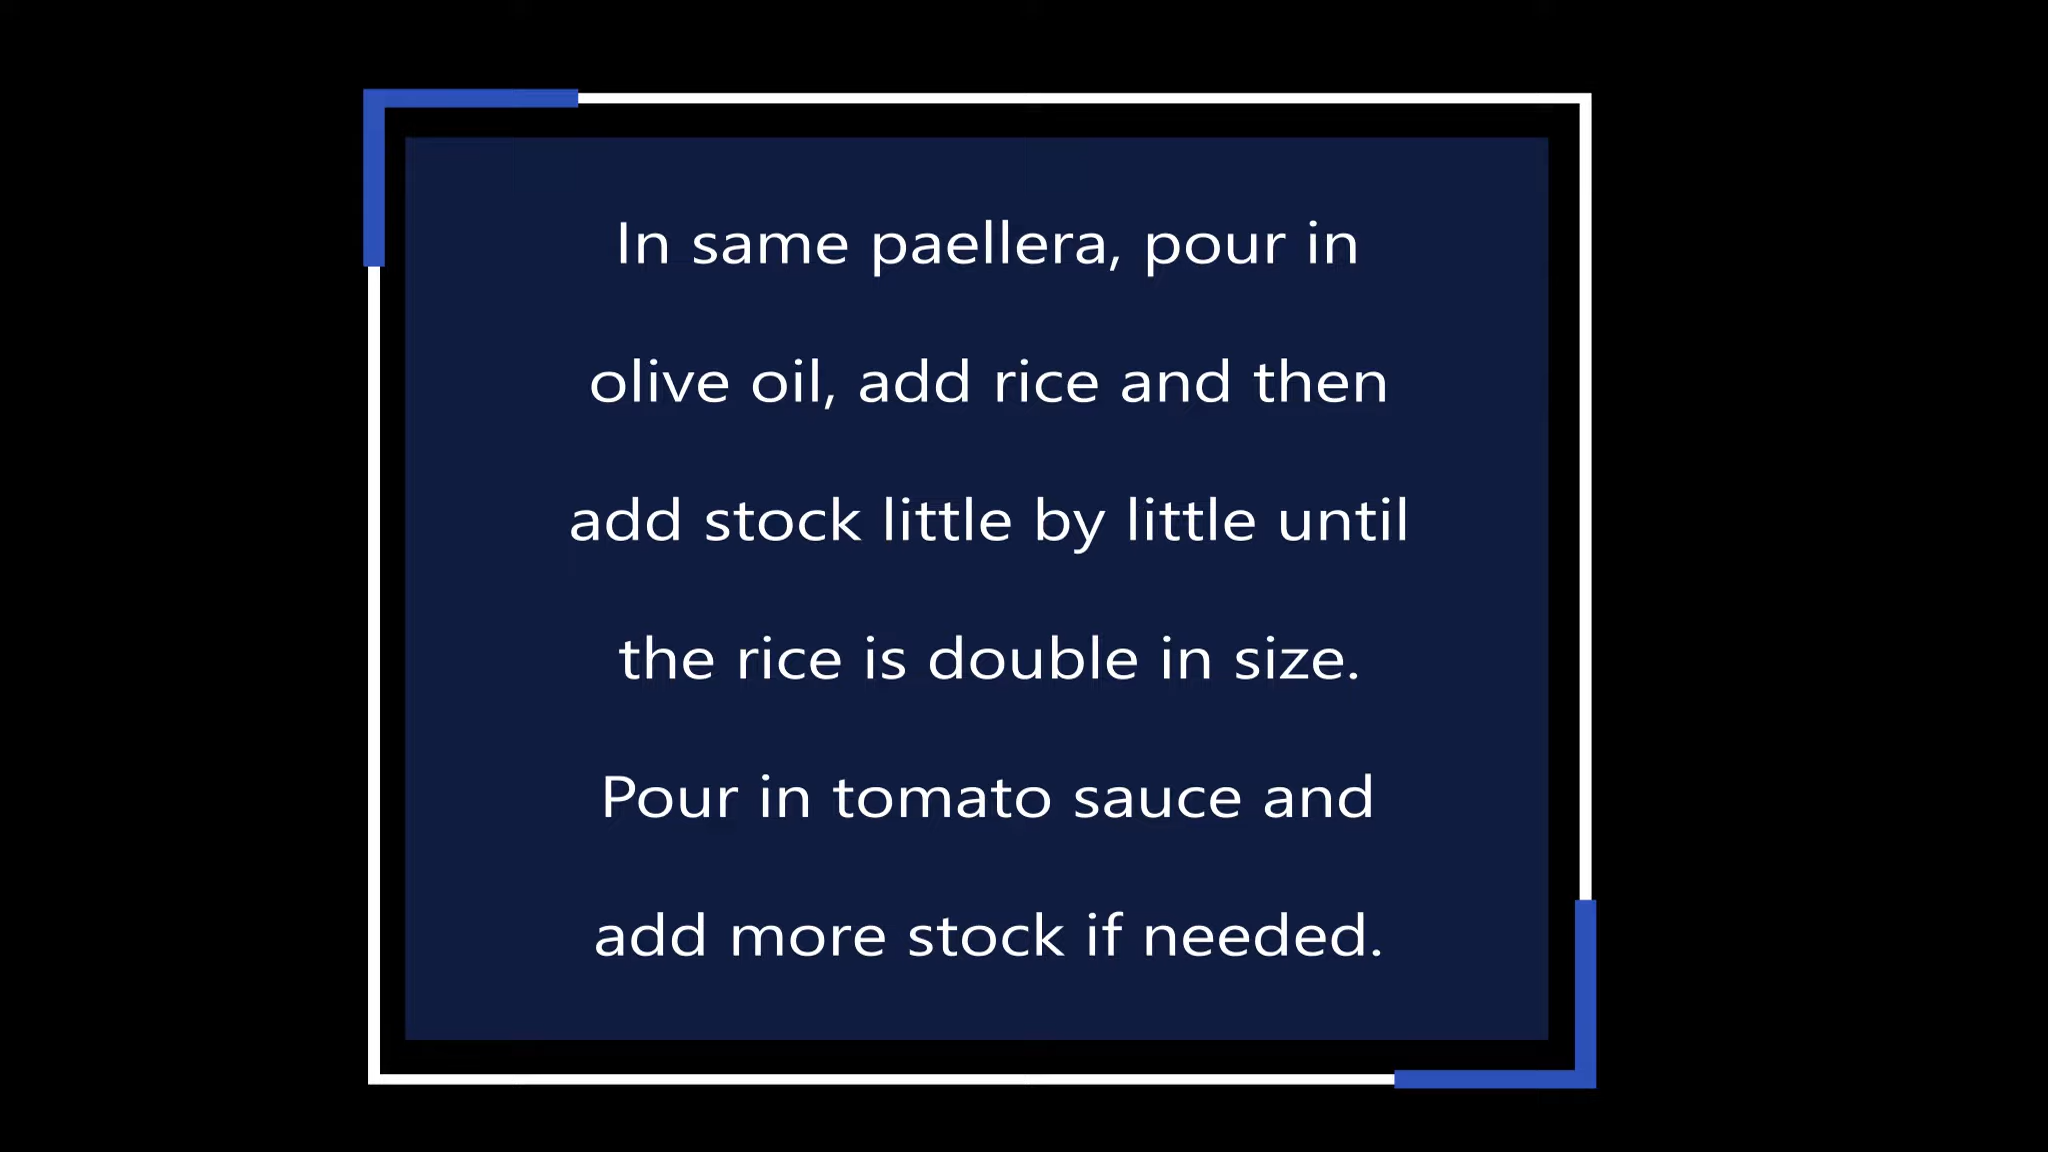 In same paellera, pour in
olive oil, add rice and then
add stock little by little until
the rice is double in size.
Pour in tomato sauce and
add more stock if needed.